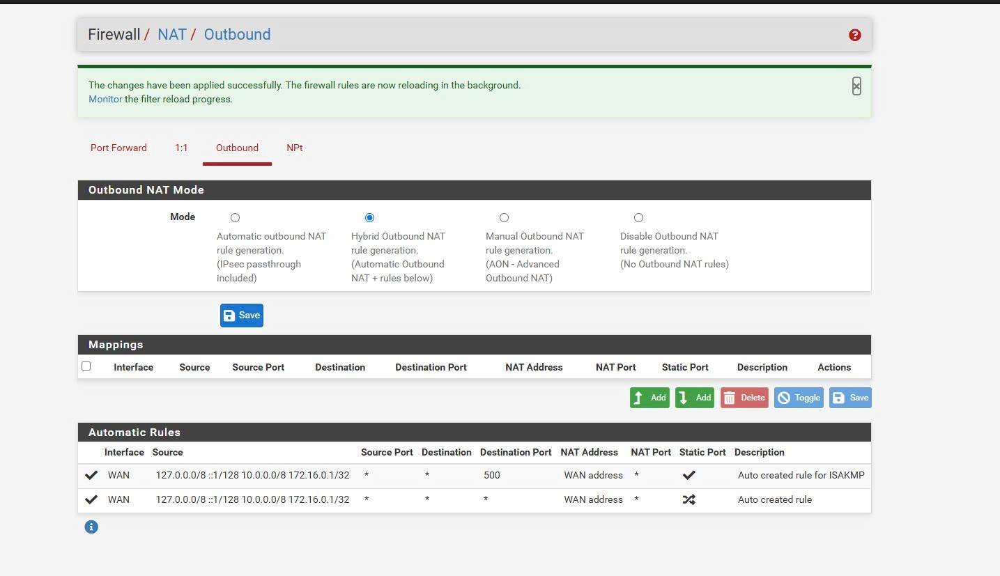 Firewall / NAT / Outbound
The changes have been applied successfully. The firewall rules are now reloading in the background.
Monitor the filter reload progress.
Port Forward 1:1 Outbound NPt
Outbound NAT Mode
Mode
Automatic outbound NAT
rule generation.
(IPsec passthrough
included)
Hybrid Outbound NAT
rule generation.
(Automatic Outbound
NAT + rules below)
Manual Outbound NAT
rule generation.
(AON - Advanced
Outbound NAT)
Disable Outbound NAT
rule generation.
(No Outbound NAT rules)
Save
Mappings
Interface Source Source Port Destination Destination Port NAT Address NAT Port Static Port Description Actions
Add Add Delete Toggle Save
Automatic Rules
Interface Source Source Port Destination Destination Port NAT Address NAT Port Static Port Description
WAN 127.0.0.0/8 ::1/128 10.0.0.0/8 172.16.0.1/32 * * 500 WAN address * Auto created rule for ISAKMP
WAN 127.0.0.0/8 ::1/128 10.0.0.0/8 172.16.0.1/32 * * * WAN address * Auto created rule